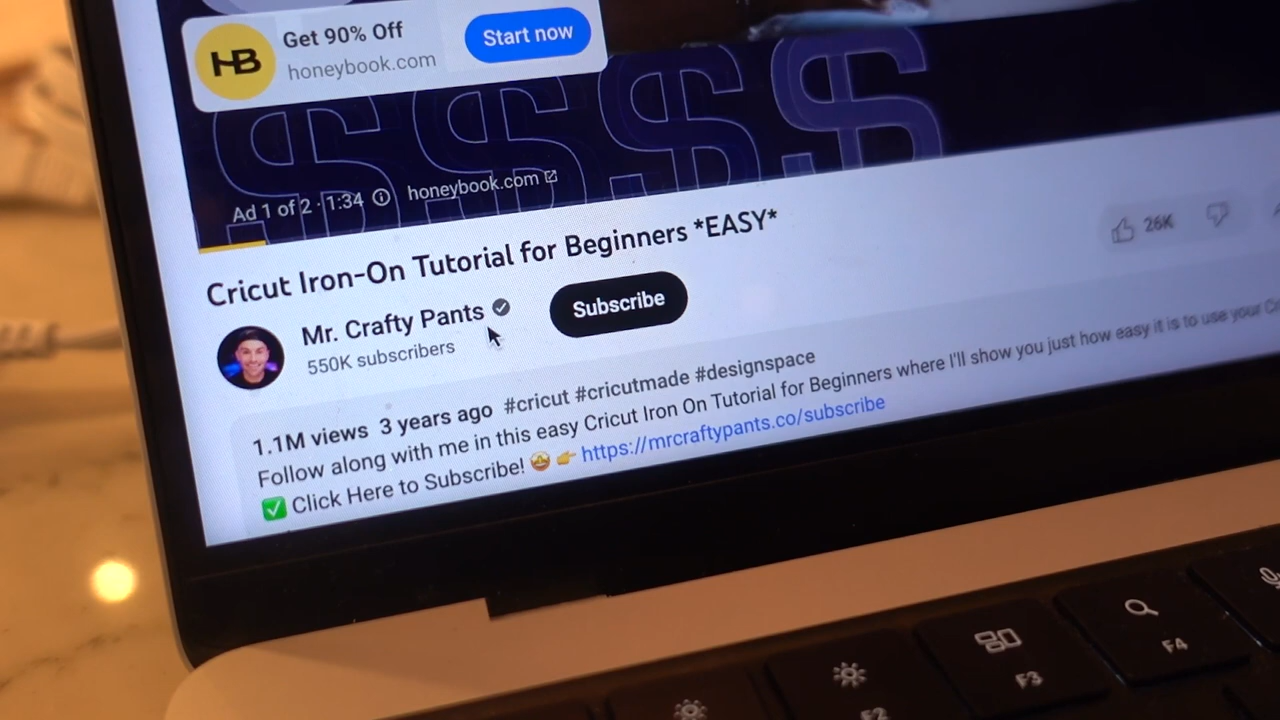 HB
Get 90% Off
honeybook.com
Start now
$$$$
Ad 1 of 2 · 1:34 honeybook.com
Cricut Iron-On Tutorial for Beginners *EASY*
Mr. Crafty Pants
550K subscribers
Subscribe
26K
1.1M views 3 years ago #cricut #cricutmade #designspace
Follow along with me in this easy Cricut Iron On Tutorial for Beginners where I'll show you just how easy it is to use your
✅ Click Here to Subscribe! 🤩 👉 https://mrcraftypants.co/subscribe
F2
F3
F4